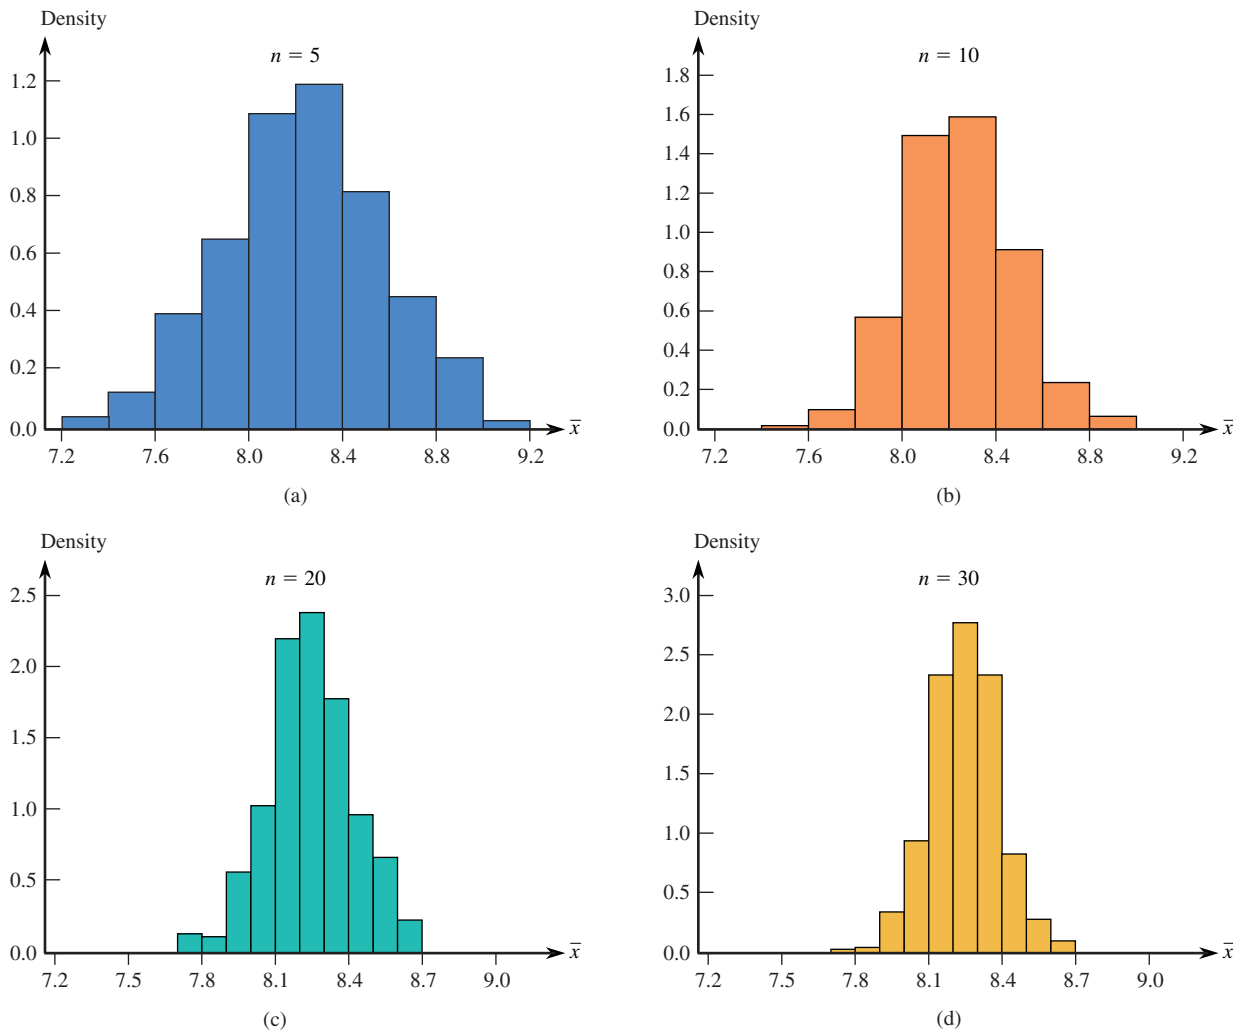 Density
n = 5
1.2
1.0
0.8
0.6
0.4
0.2
0.0
7.2 7.6 8.0 8.4 8.8 9.2
x̄
(a)
Density
n = 10
1.8
1.6
1.4
1.2
1.0
0.8
0.6
0.4
0.2
0.0
7.2 7.6 8.0 8.4 8.8 9.2
x̄
(b)
Density
n = 20
2.5
2.0
1.5
1.0
0.5
0.0
7.2 7.5 7.8 8.1 8.4 8.7 9.0
x̄
(c)
Density
n = 30
3.0
2.5
2.0
1.5
1.0
0.5
0.0
7.2 7.5 7.8 8.1 8.4 8.7 9.0
x̄
(d)